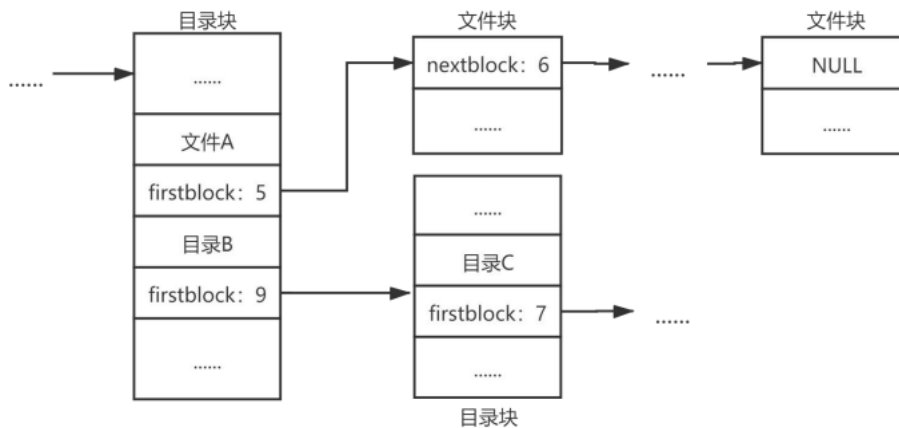 目录块
......
......
文件A
firstblock：5
目录B
firstblock：9
......
文件块
nextblock：6
......
......
文件块
NULL
......
......
目录C
firstblock：7
......
......
目录块